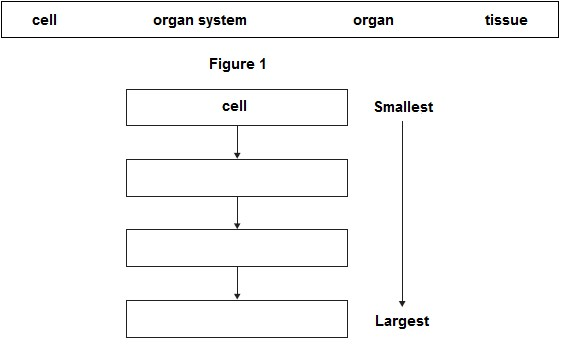 cell organ system organ tissue
Figure 1
cell Smallest
Largest